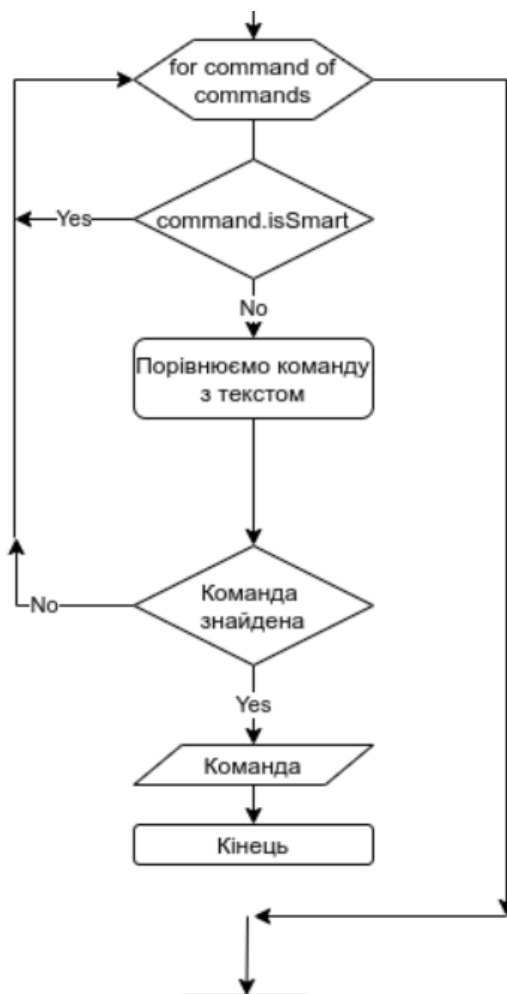 for command of
commands
command.isSmart
Yes
No
Порівнюємо команду
з текстом
Команда
знайдена
No
Yes
Команда
Кінець